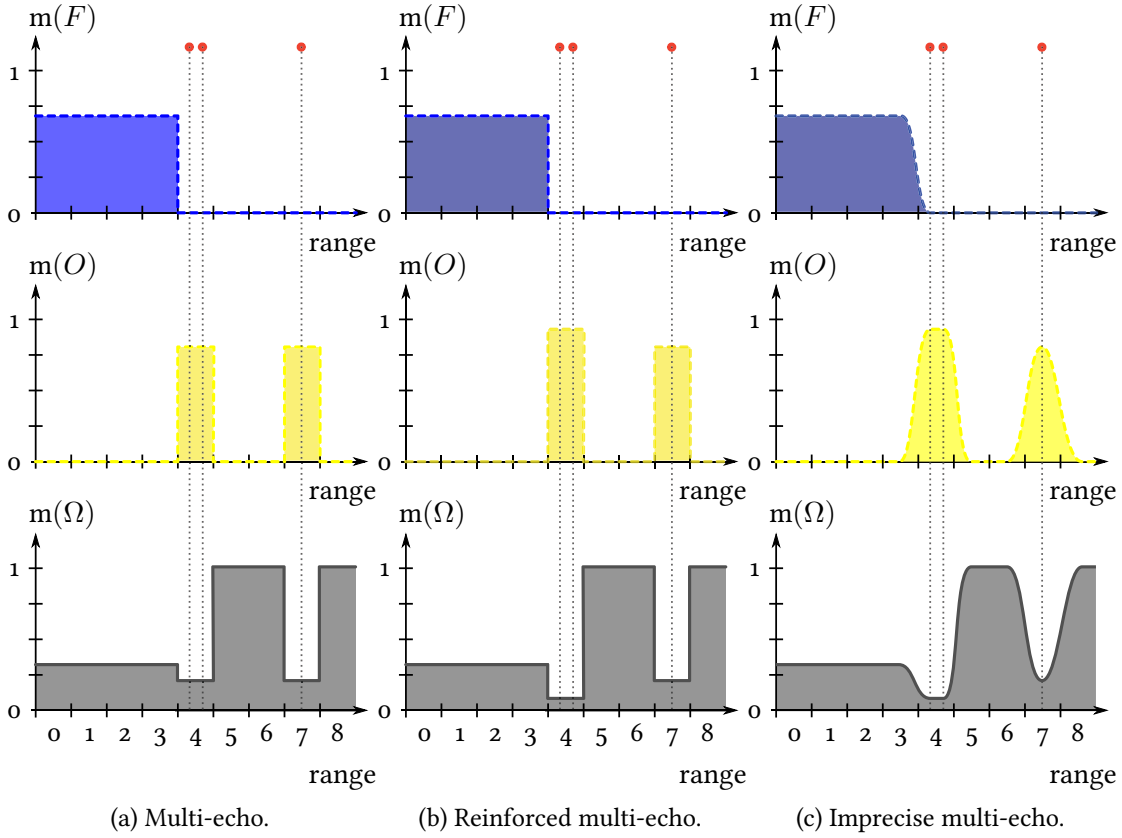 m(F) m(F) m(F)
1 1 1
0 0 0
range range range
m(O) m(O) m(O)
1 1 1
0 0 0
range range range
m(Ω) m(Ω) m(Ω)
1 1 1
0 0 0
0 1 2 3 4 5 6 7 8 0 1 2 3 4 5 6 7 8 0 1 2 3 4 5 6 7 8
range range range
(a) Multi-echo. (b) Reinforced multi-echo. (c) Imprecise multi-echo.